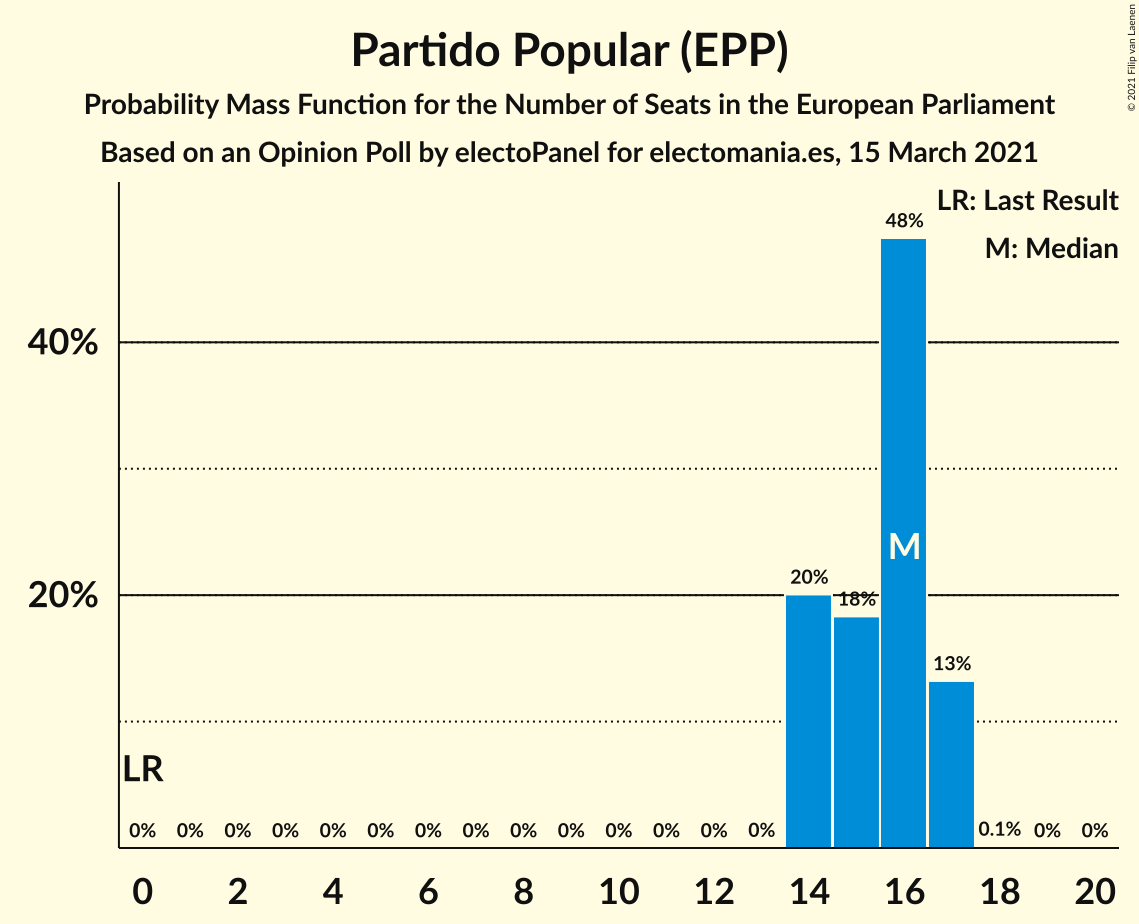 Partido Popular (EPP)
Probability Mass Function for the Number of Seats in the European Parliament
Based on an Opinion Poll by electoPanel for electomania.es, 15 March 2021
© 2021 Filip van Laenen
LR: Last Result
M: Median
48%
40%
M
20%
20%
18%
13%
LR
0% 0% 0% 0% 0% 0% 0% 0% 0% 0% 0% 0% 0% 0% 0.1% 0% 0%
0 2 4 6 8 10 12 14 16 18 20